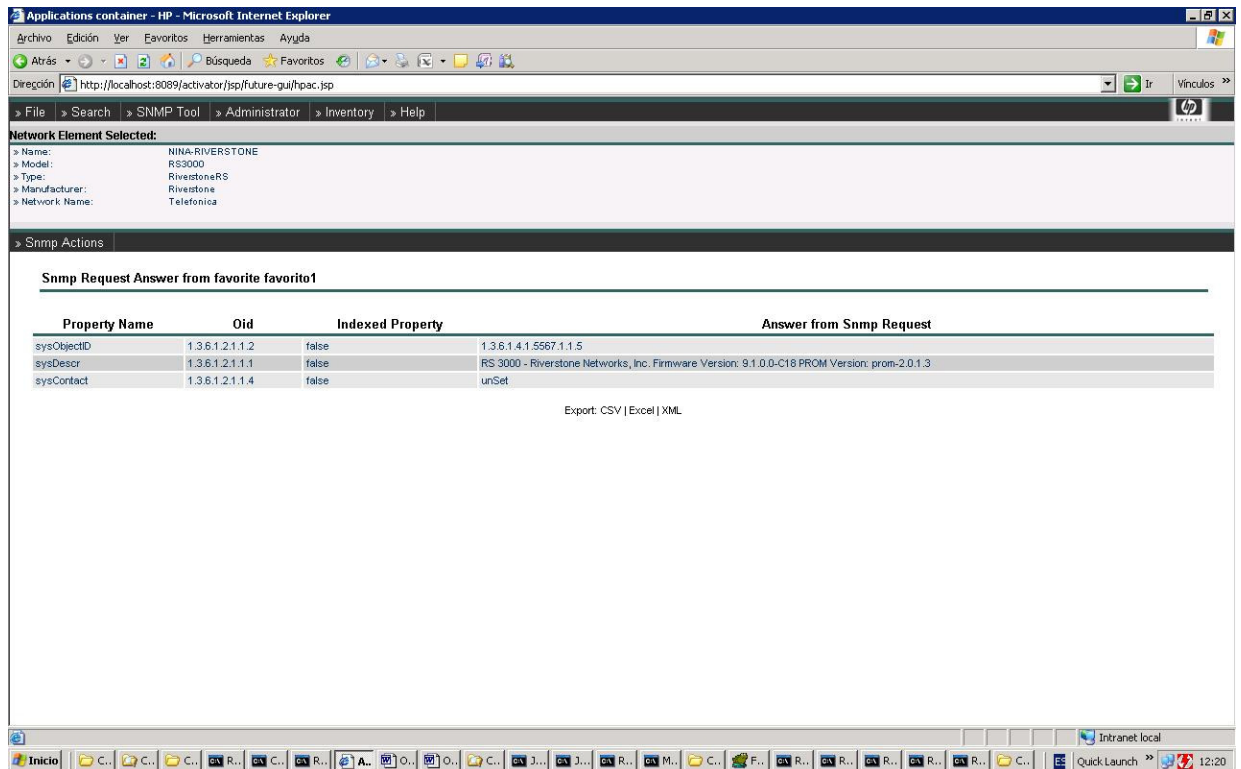 Applications container - HP - Microsoft Internet Explorer
Archivo Edición Ver Favoritos Herramientas Ayuda
Atrás Búsqueda Favoritos
Dirección http://localhost:8089/activator/jsp/future-gui/hpac.jsp Ir Vínculos »
» File » Search » SNMP Tool » Administrator » Inventory » Help hp
Network Element Selected:
» Name: NINA-RIVERSTONE
» Model: RS3000
» Type: RiverstoneRS
» Manufacturer: Riverstone
» Network Name: Telefonica
» Snmp Actions
Snmp Request Answer from favorite favorito1
Property Name Oid Indexed Property Answer from Snmp Request
sysObjectID 1.3.6.1.2.1.1.2 false 1.3.6.1.4.1.5567.1.1.5
sysDescr 1.3.6.1.2.1.1.1 false RS 3000 - Riverstone Networks, Inc. Firmware Version: 9.1.0.0-C18 PROM Version: prom-2.0.1.3
sysContact 1.3.6.1.2.1.1.4 false unSet
Export: CSV | Excel | XML
Intranet local
Inicio C.. C.. C.. R.. C.. R.. A.. O.. O.. C.. J... J... R.. M.. C.. F.. R.. R.. R.. R.. R.. C.. ES Quick Launch » 12:20